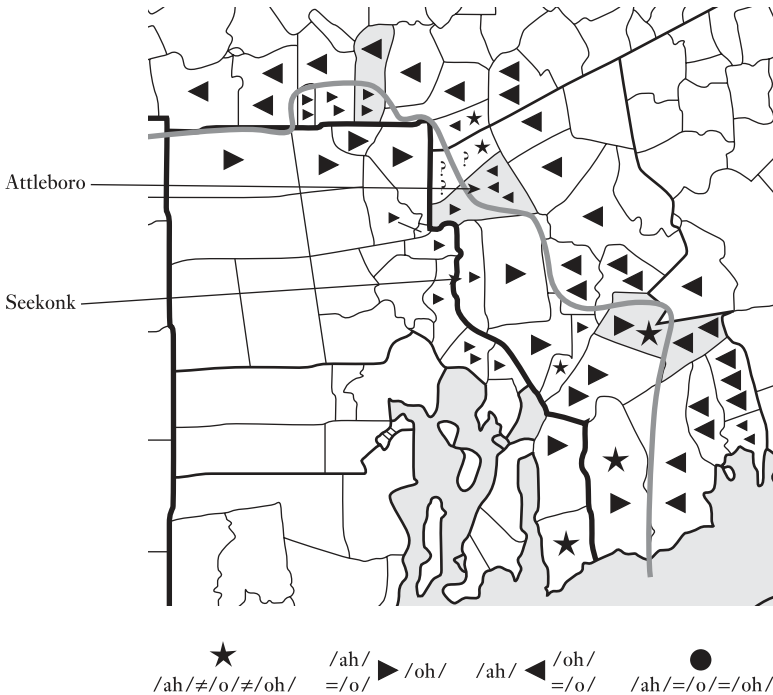 ?
?
?
?
Attleboro
Seekonk
/ah/ /oh/ /oh/
/ah/≠/o/≠/oh/ =/o/ /ah/ =/o/ /ah/=/o/=/oh/